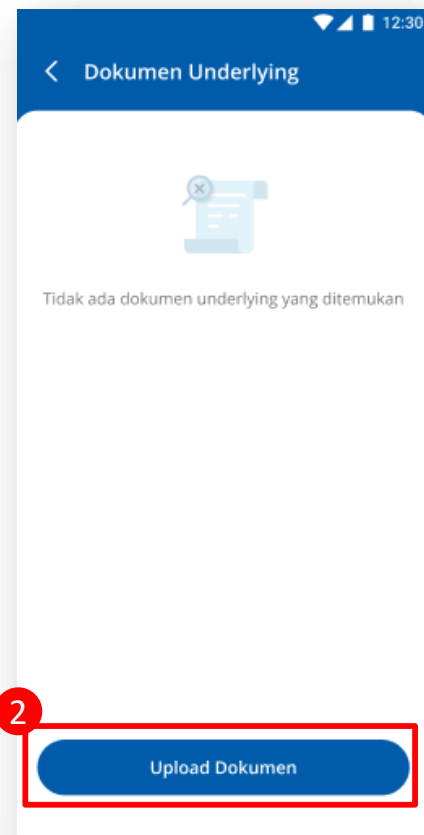 12:30
Dokumen Underlying
Tidak ada dokumen underlying yang ditemukan
2
Upload Dokumen